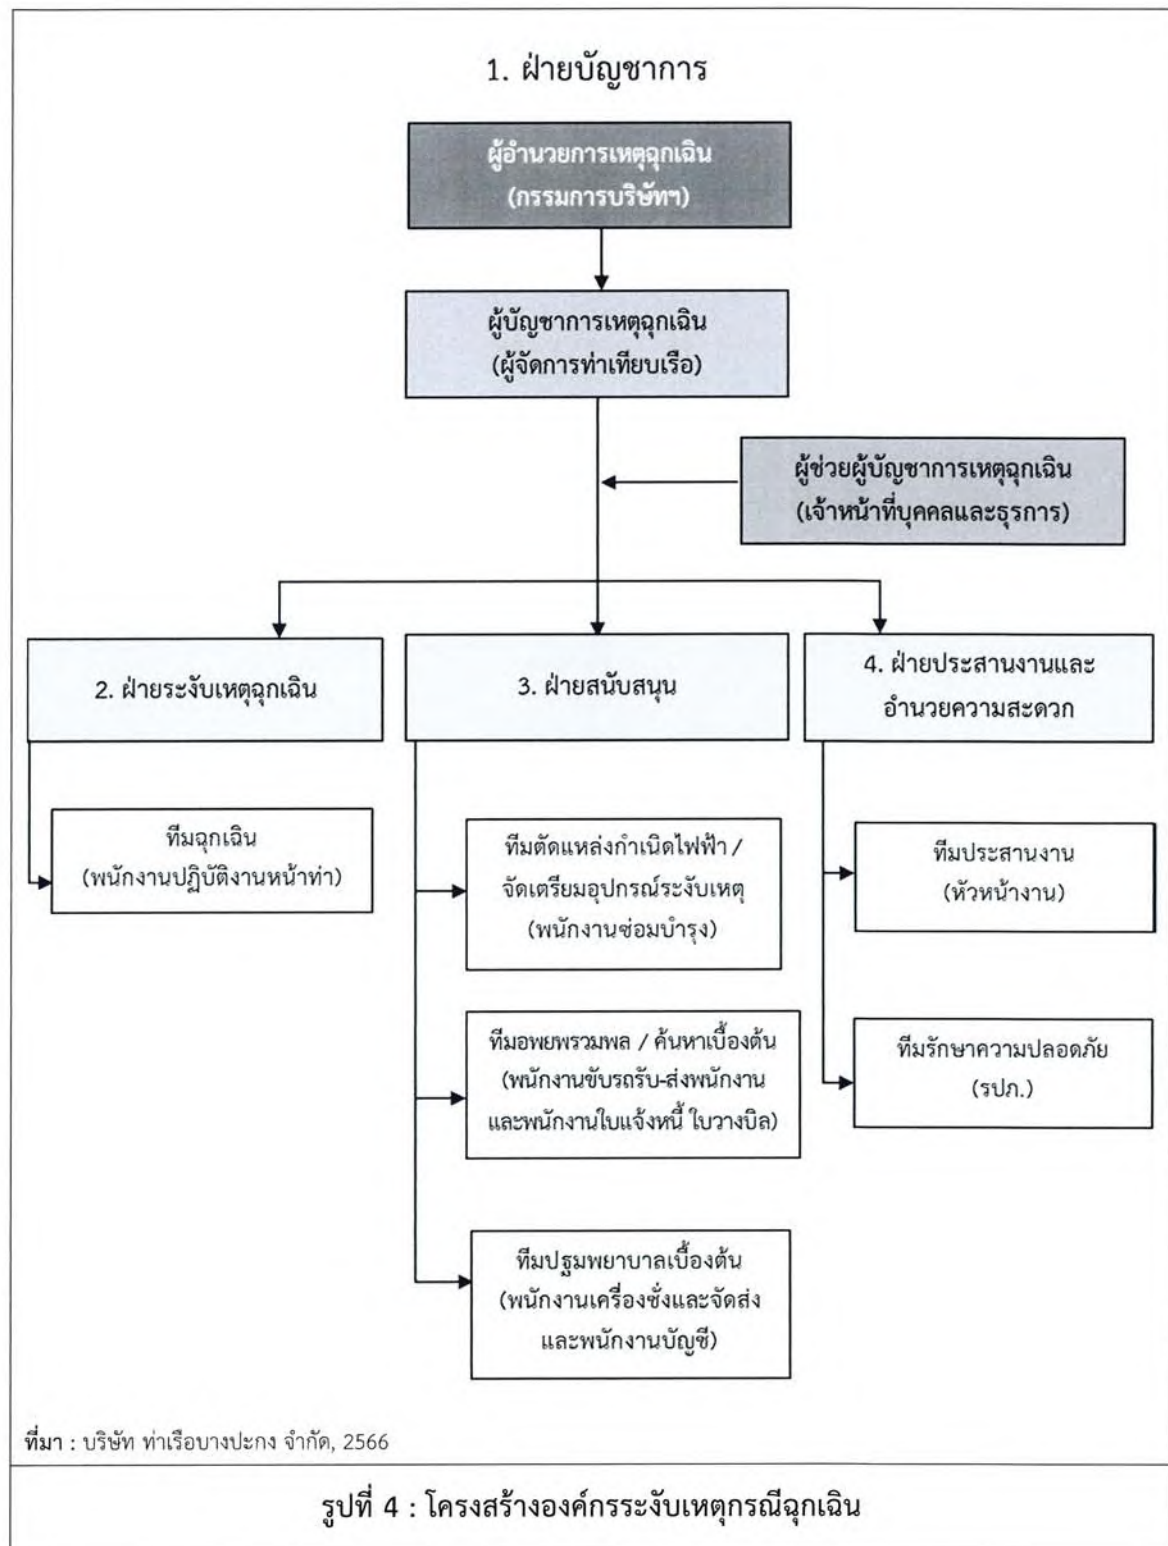 1. ฝ่ายบัญชาการ
ผู้อำนวยการเหตุฉุกเฉิน
(กรรมการบริษัทฯ)
ผู้บัญชาการเหตุฉุกเฉิน
(ผู้จัดการท่าเทียบเรือ)
ผู้ช่วยผู้บัญชาการเหตุฉุกเฉิน
(เจ้าหน้าที่บุคคลและธุรการ)
2. ฝ่ายระงับเหตุฉุกเฉิน
ทีมฉุกเฉิน
(พนักงานปฏิบัติงานหน้าท่า)
3. ฝ่ายสนับสนุน
ทีมตัดแหล่งกำเนิดไฟฟ้า /
จัดเตรียมอุปกรณ์ระงับเหตุ
(พนักงานซ่อมบำรุง)
ทีมอพยพรวมพล / ค้นหาเบื้องต้น
(พนักงานขับรถรับ-ส่งพนักงาน
และพนักงานใบแจ้งหนี้ ใบวางบิล)
ทีมปฐมพยาบาลเบื้องต้น
(พนักงานเครื่องชั่งและจัดส่ง
และพนักงานบัญชี)
4. ฝ่ายประสานงานและ
อำนวยความสะดวก
ทีมประสานงาน
(หัวหน้างาน)
ทีมรักษาความปลอดภัย
(รปภ.)
ที่มา : บริษัท ท่าเรือบางปะกง จำกัด, 2566
รูปที่ 4 : โครงสร้างองค์กรระงับเหตุกรณีฉุกเฉิน